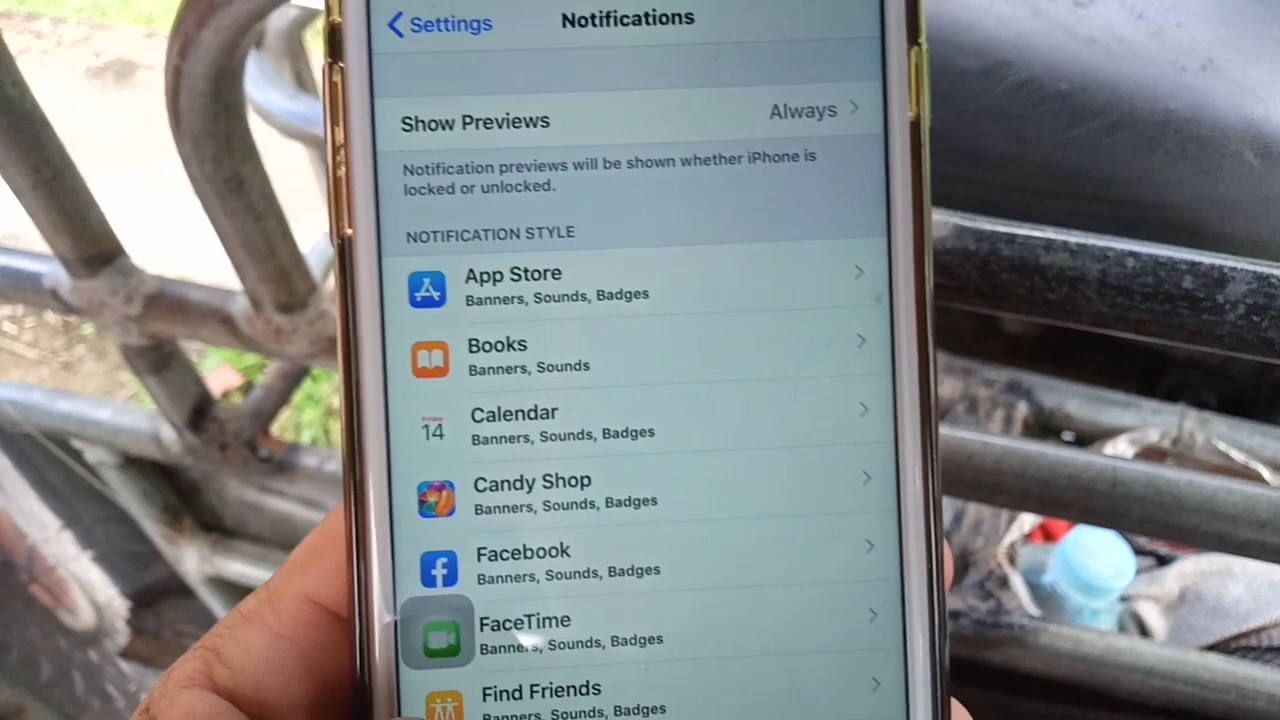 Settings
Notifications
Show Previews Always
Notification previews will be shown whether iPhone is
locked or unlocked.
NOTIFICATION STYLE
App Store
Banners, Sounds, Badges
Books
Banners, Sounds
Friday
14
Calendar
Banners, Sounds, Badges
Candy Shop
Banners, Sounds, Badges
Facebook
Banners, Sounds, Badges
FaceTime
Banners, Sounds, Badges
Find Friends
Banners, Sounds, Badges